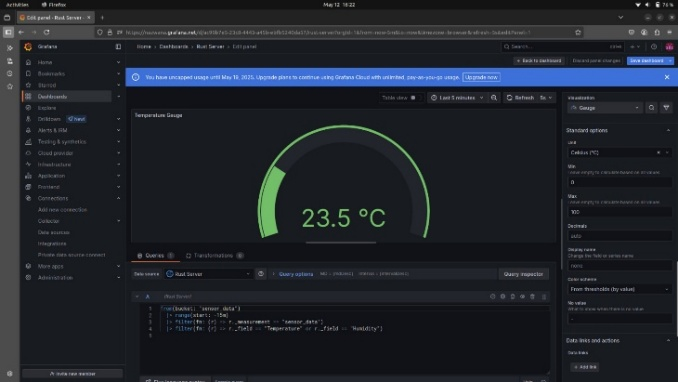 Activities
Firefox
May 12 16:22
76 %
Edit panel - Rust Server
Grafana
Home > Dashboards > Rust Server > Edit panel
Search...
Back to dashboard
Discard panel changes
Save dashboard
Home
Bookmarks
Starred
Dashboards
Explore
Drilldown
New!
Alerts & IRM
Testing & synthetics
Cloud provider
Infrastructure
Application
Frontend
Connections
Add new connection
Collector
Data sources
Integrations
Private data source connect
More apps
Administration
Invite new member
You have uncapped usage until May 13, 2025. Upgrade plans to continue using Grafana Cloud with unlimited, pay-as-you-go usage.
Upgrade now
Table view
Last 5 minutes
Refresh
5s
Temperature Gauge
23.5 °C
Queries 1
Transformations 0
Data source
Rust Server
Query options
Query inspector
A
(Rust Server)
1 from(bucket: "sensor_data")
2 |> range(start: -15m)
3 |> filter(fn: (r) => r._measurement == "sensor_data")
4 |> filter(fn: (r) => r._field == "Temperature" or r._field == "Humidity")
5
Visualization
Gauge
Standard options
Unit
Celsius (°C)
Min
Leave empty to calculate based on all values
0
Max
Leave empty to calculate based on all values
100
Decimals
auto
Display name
Change the field or series name
none
Color scheme
From thresholds (by value)
No value
What to show when there is no value
-
Data links and actions
Data links
+ Add link